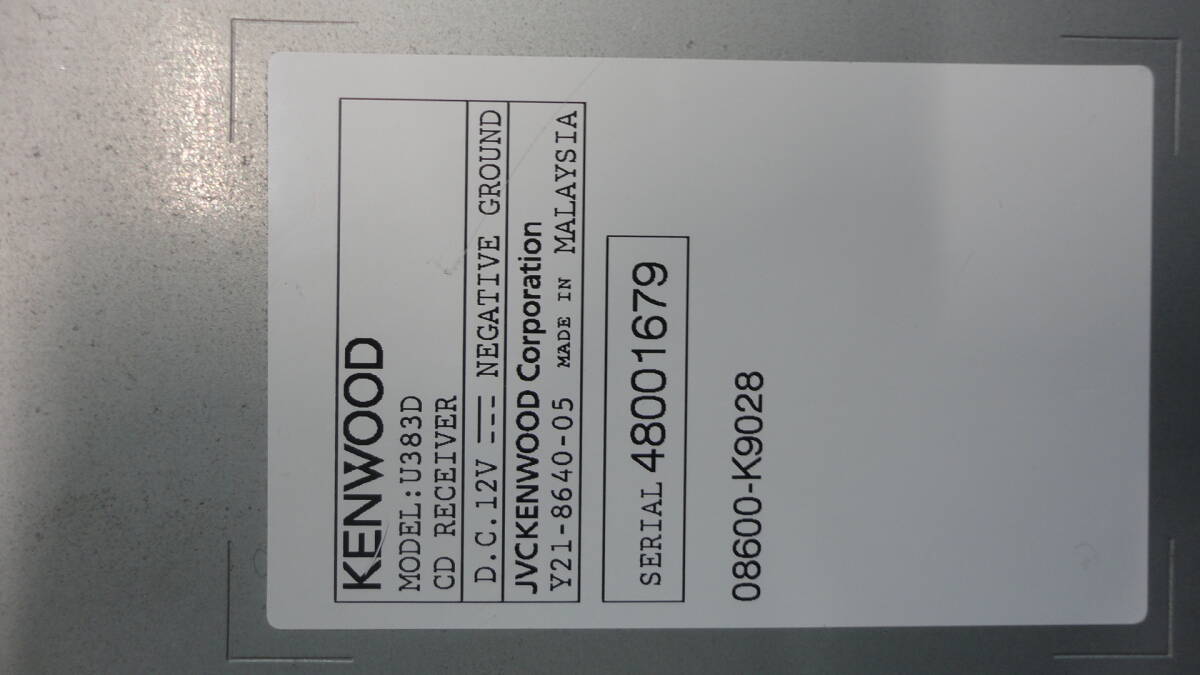 KENWOOD
MODEL:U383D
CD RECEIVER
D.C.12V NEGATIVE GROUND
JVCKENWOOD Corporation
Y21-8640-05 MADE IN MALAYSIA
SERIAL 48001679
08600-K9028